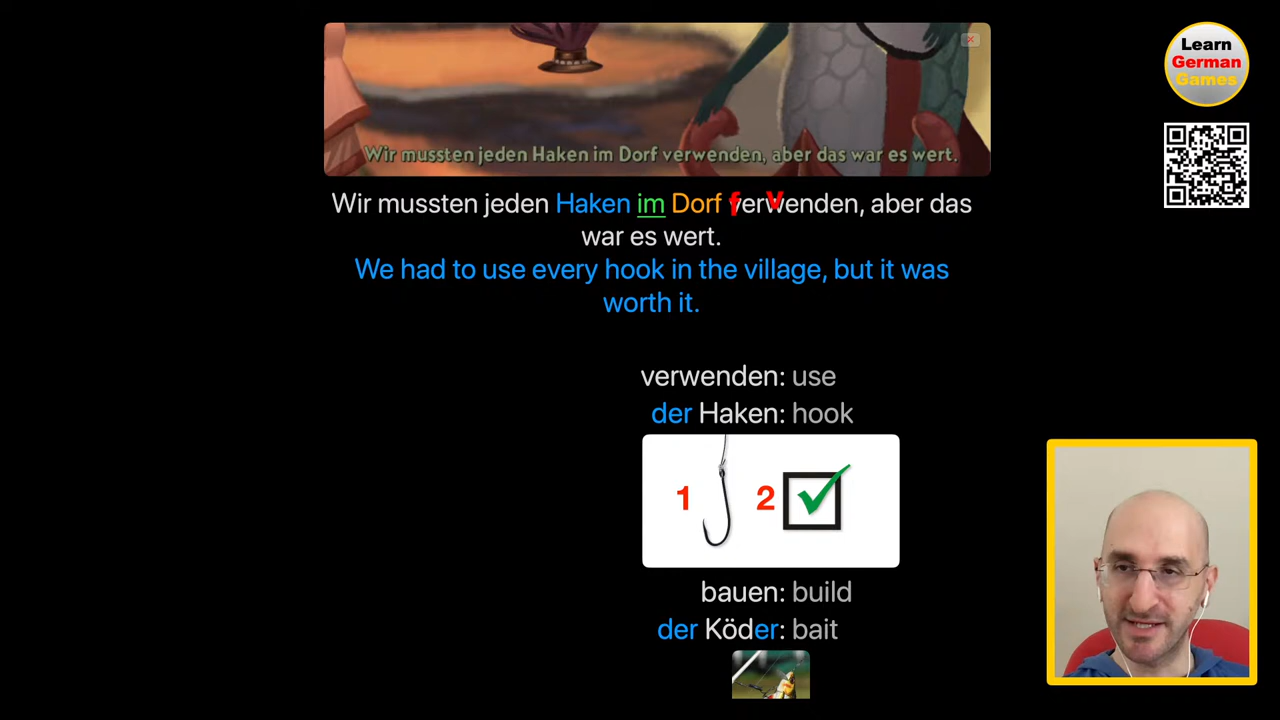 Learn
German
Games
Wir mussten jeden Haken im Dorf verwenden, aber das war es wert.
Wir mussten jeden Haken im Dorf verwenden, aber das
f v
war es wert.
We had to use every hook in the village, but it was
worth it.
verwenden: use
der Haken: hook
1 2
bauen: build
der Köder: bait